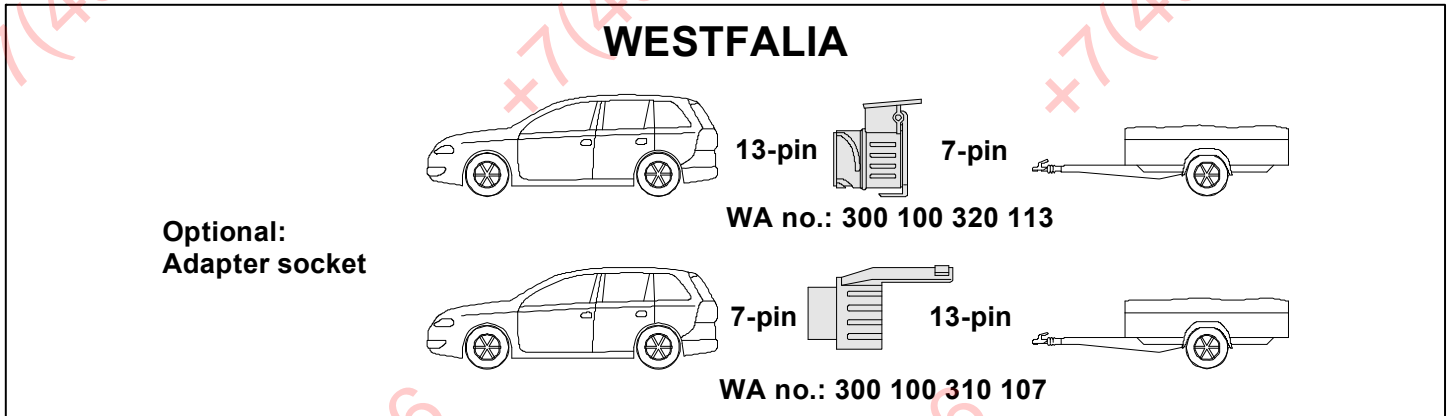 WESTFALIA
13-pin 7-pin
WA no.: 300 100 320 113
Optional:
Adapter socket
7-pin 13-pin
WA no.: 300 100 310 107